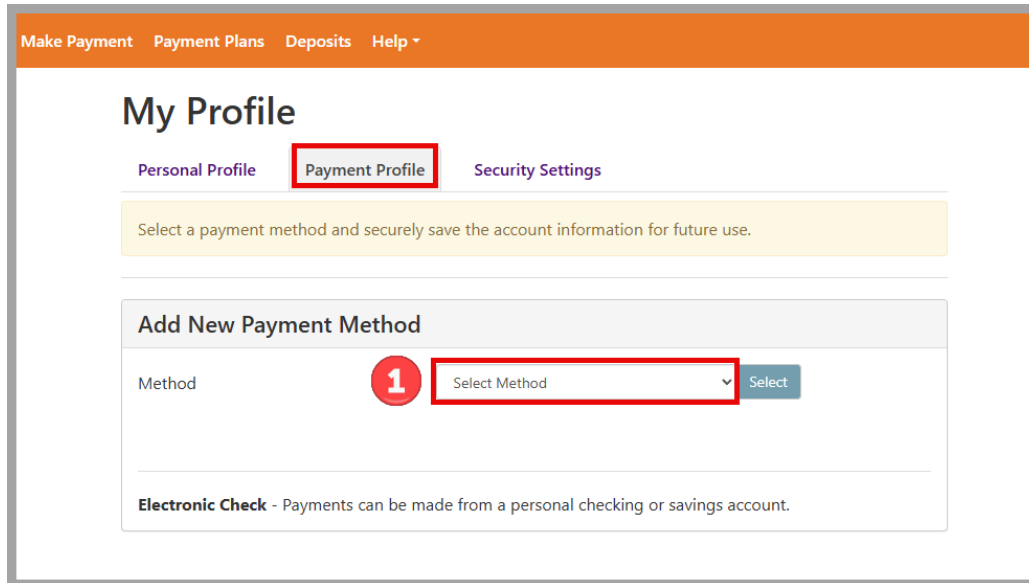 Make Payment Payment Plans Deposits Help
My Profile
Personal Profile Payment Profile Security Settings
Select a payment method and securely save the account information for future use.
Add New Payment Method
Method 1 Select Method Select
Electronic Check - Payments can be made from a personal checking or savings account.